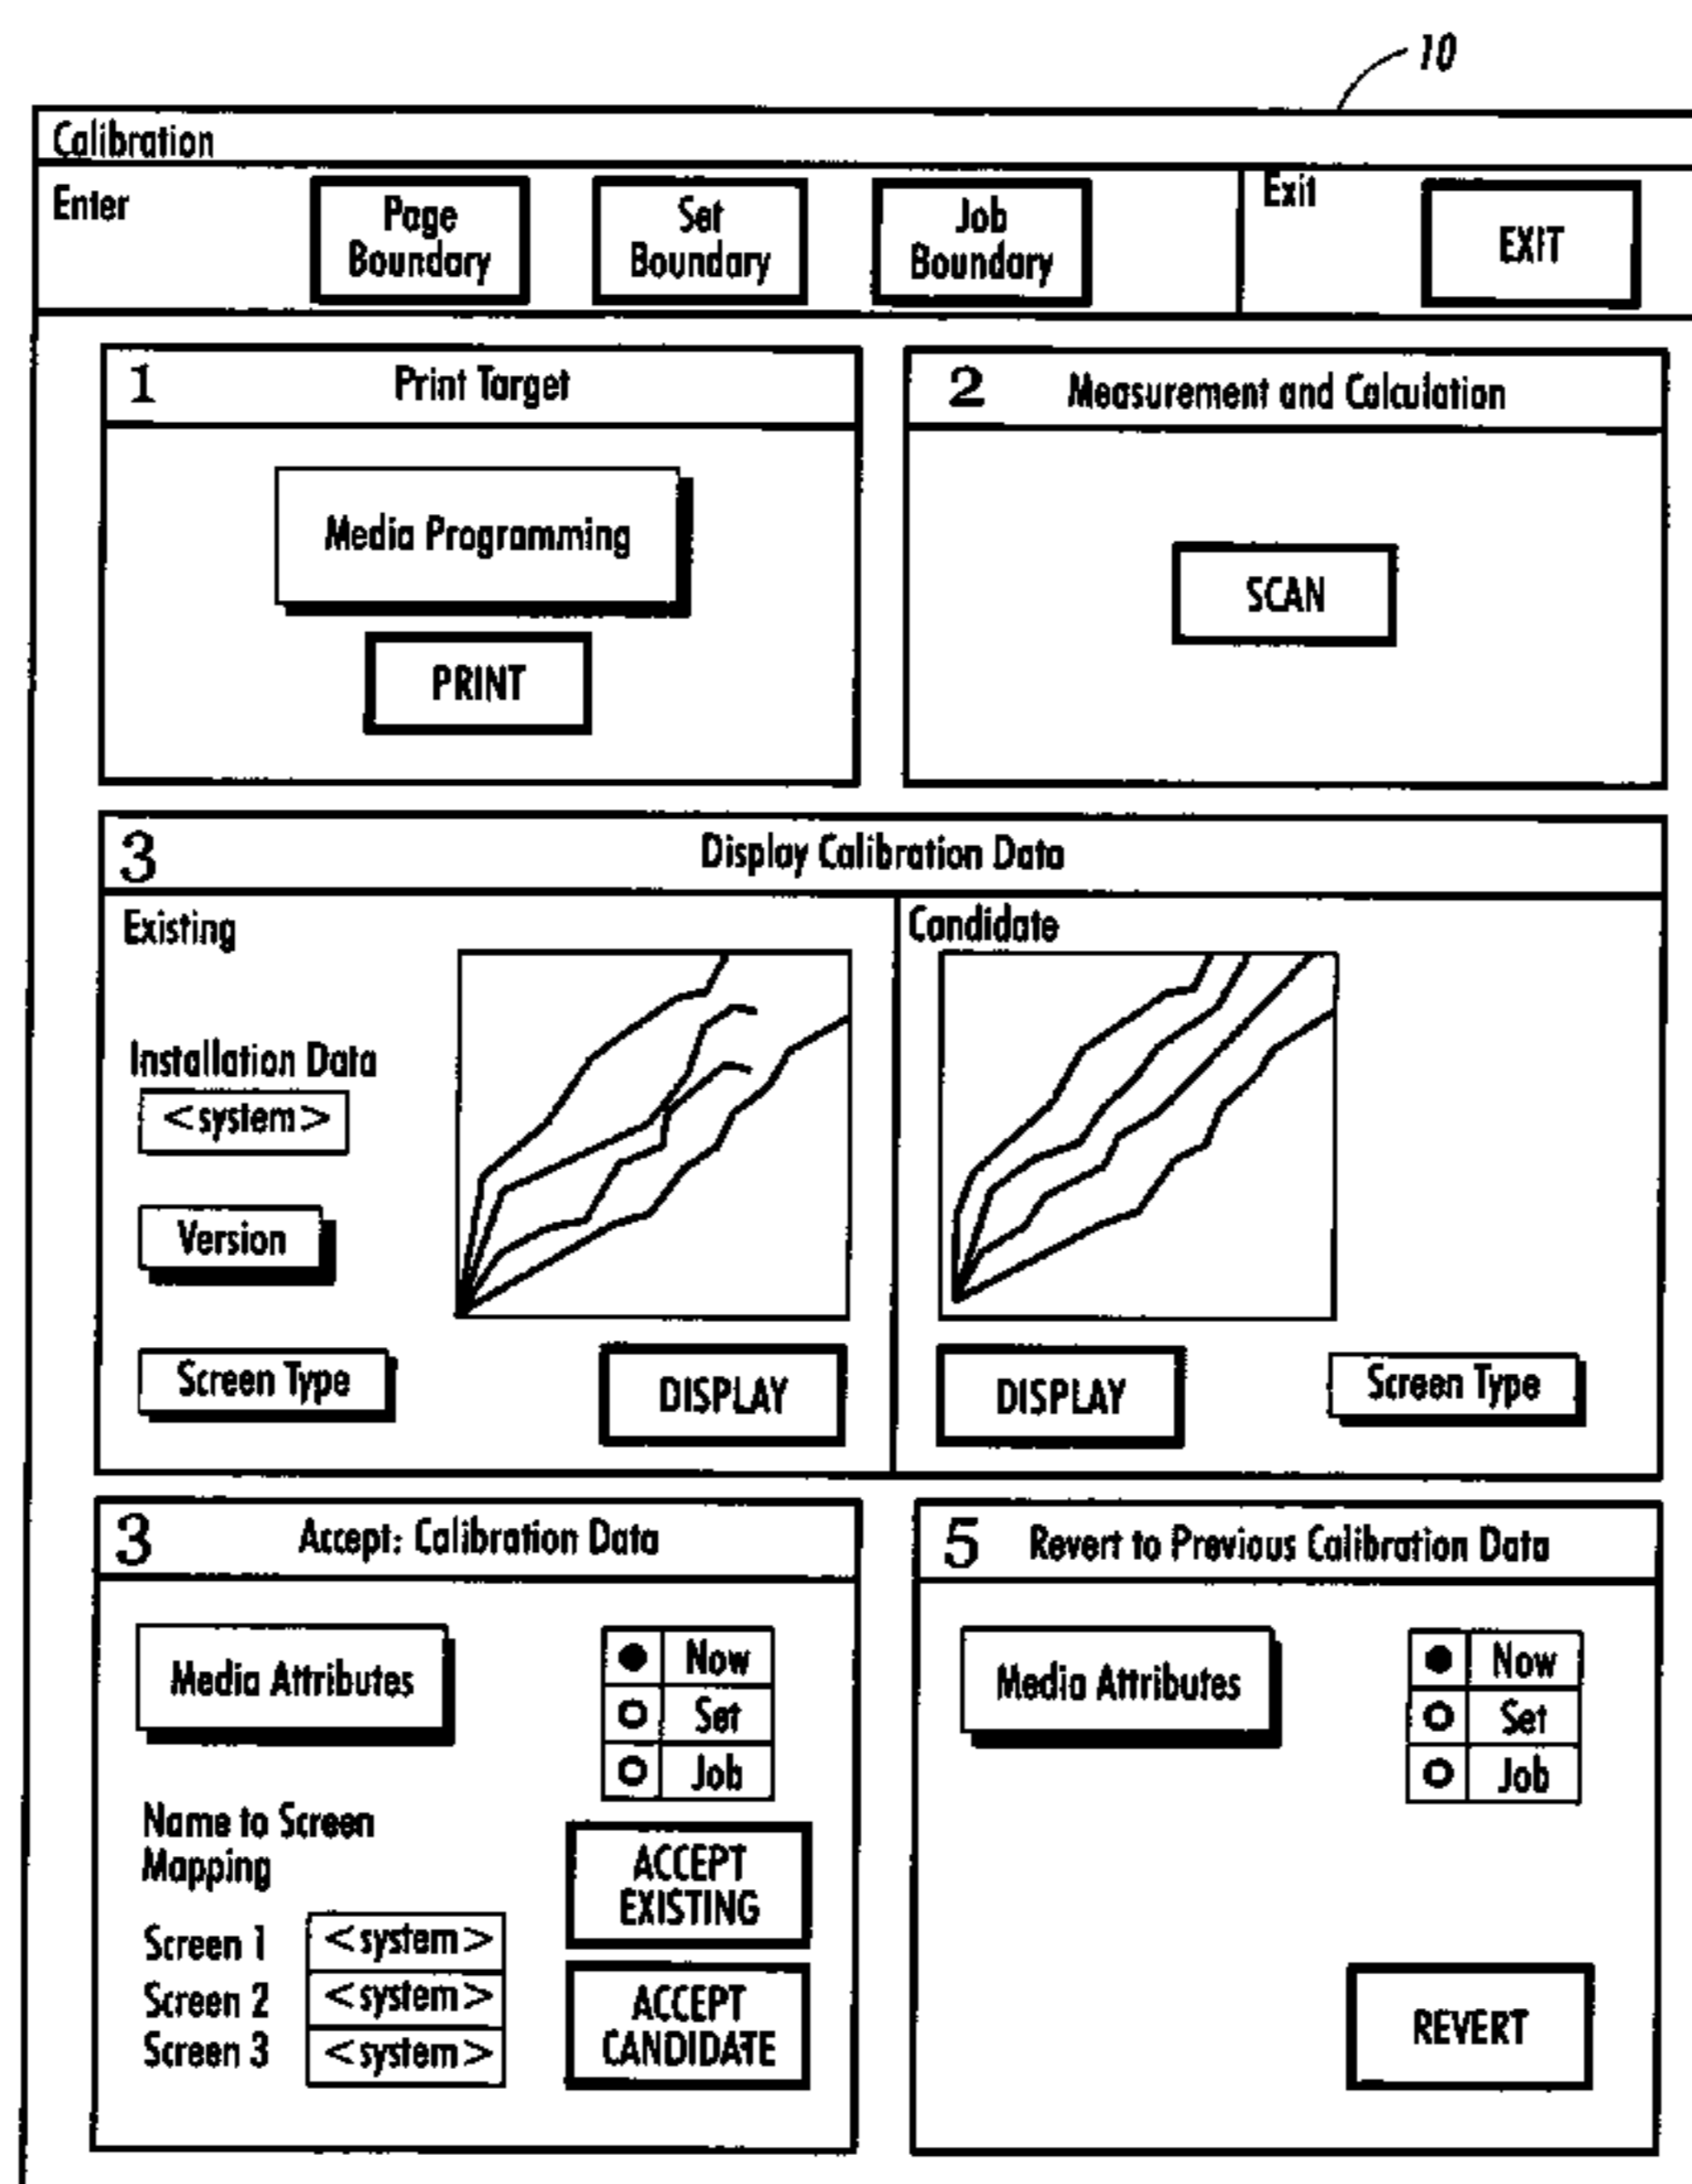 10
Calibration
Enter
Page
Boundary
Set
Boundary
Job
Boundary
Exit
EXIT
1 Print Target
Media Programming
PRINT
2 Measurement and Calculation
SCAN
3 Display Calibration Data
Existing
Installation Data
<system>
Version
Screen Type
DISPLAY
Candidate
DISPLAY
Screen Type
3 Accept: Calibration Data
Media Attributes
Now
Set
Job
Name to Screen
Mapping
Screen 1 <system>
Screen 2 <system>
Screen 3 <system>
ACCEPT
EXISTING
ACCEPT
CANDIDATE
5 Revert to Previous Calibration Data
Media Attributes
Now
Set
Job
REVERT